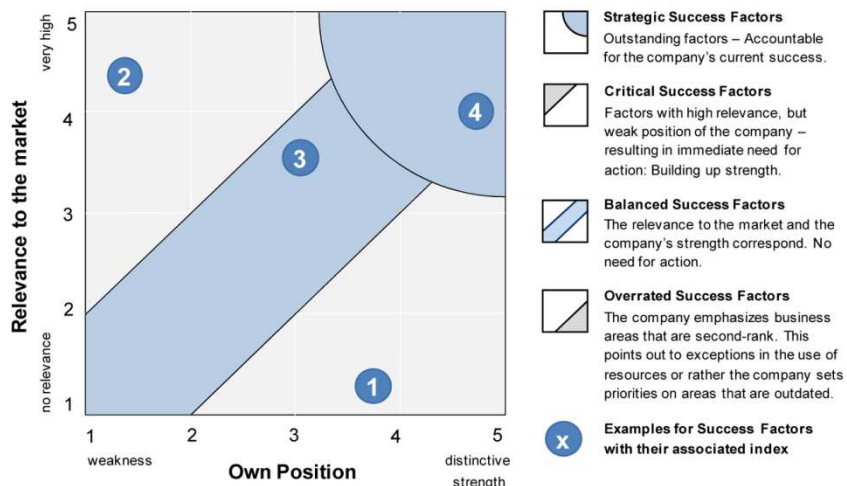 Relevance to the market
very high
no relevance
5
4
3
2
1
2
3
4
1
1
2
3
4
5
weakness
distinctive
strength
Own Position
Strategic Success Factors
Outstanding factors – Accountable
for the company's current success.
Critical Success Factors
Factors with high relevance, but
weak position of the company –
resulting in immediate need for
action: Building up strength.
Balanced Success Factors
The relevance to the market and the
company's strength correspond. No
need for action.
Overrated Success Factors
The company emphasizes business
areas that are second-rank. This
points out to exceptions in the use of
resources or rather the company sets
priorities on areas that are outdated.
x
Examples for Success Factors
with their associated index